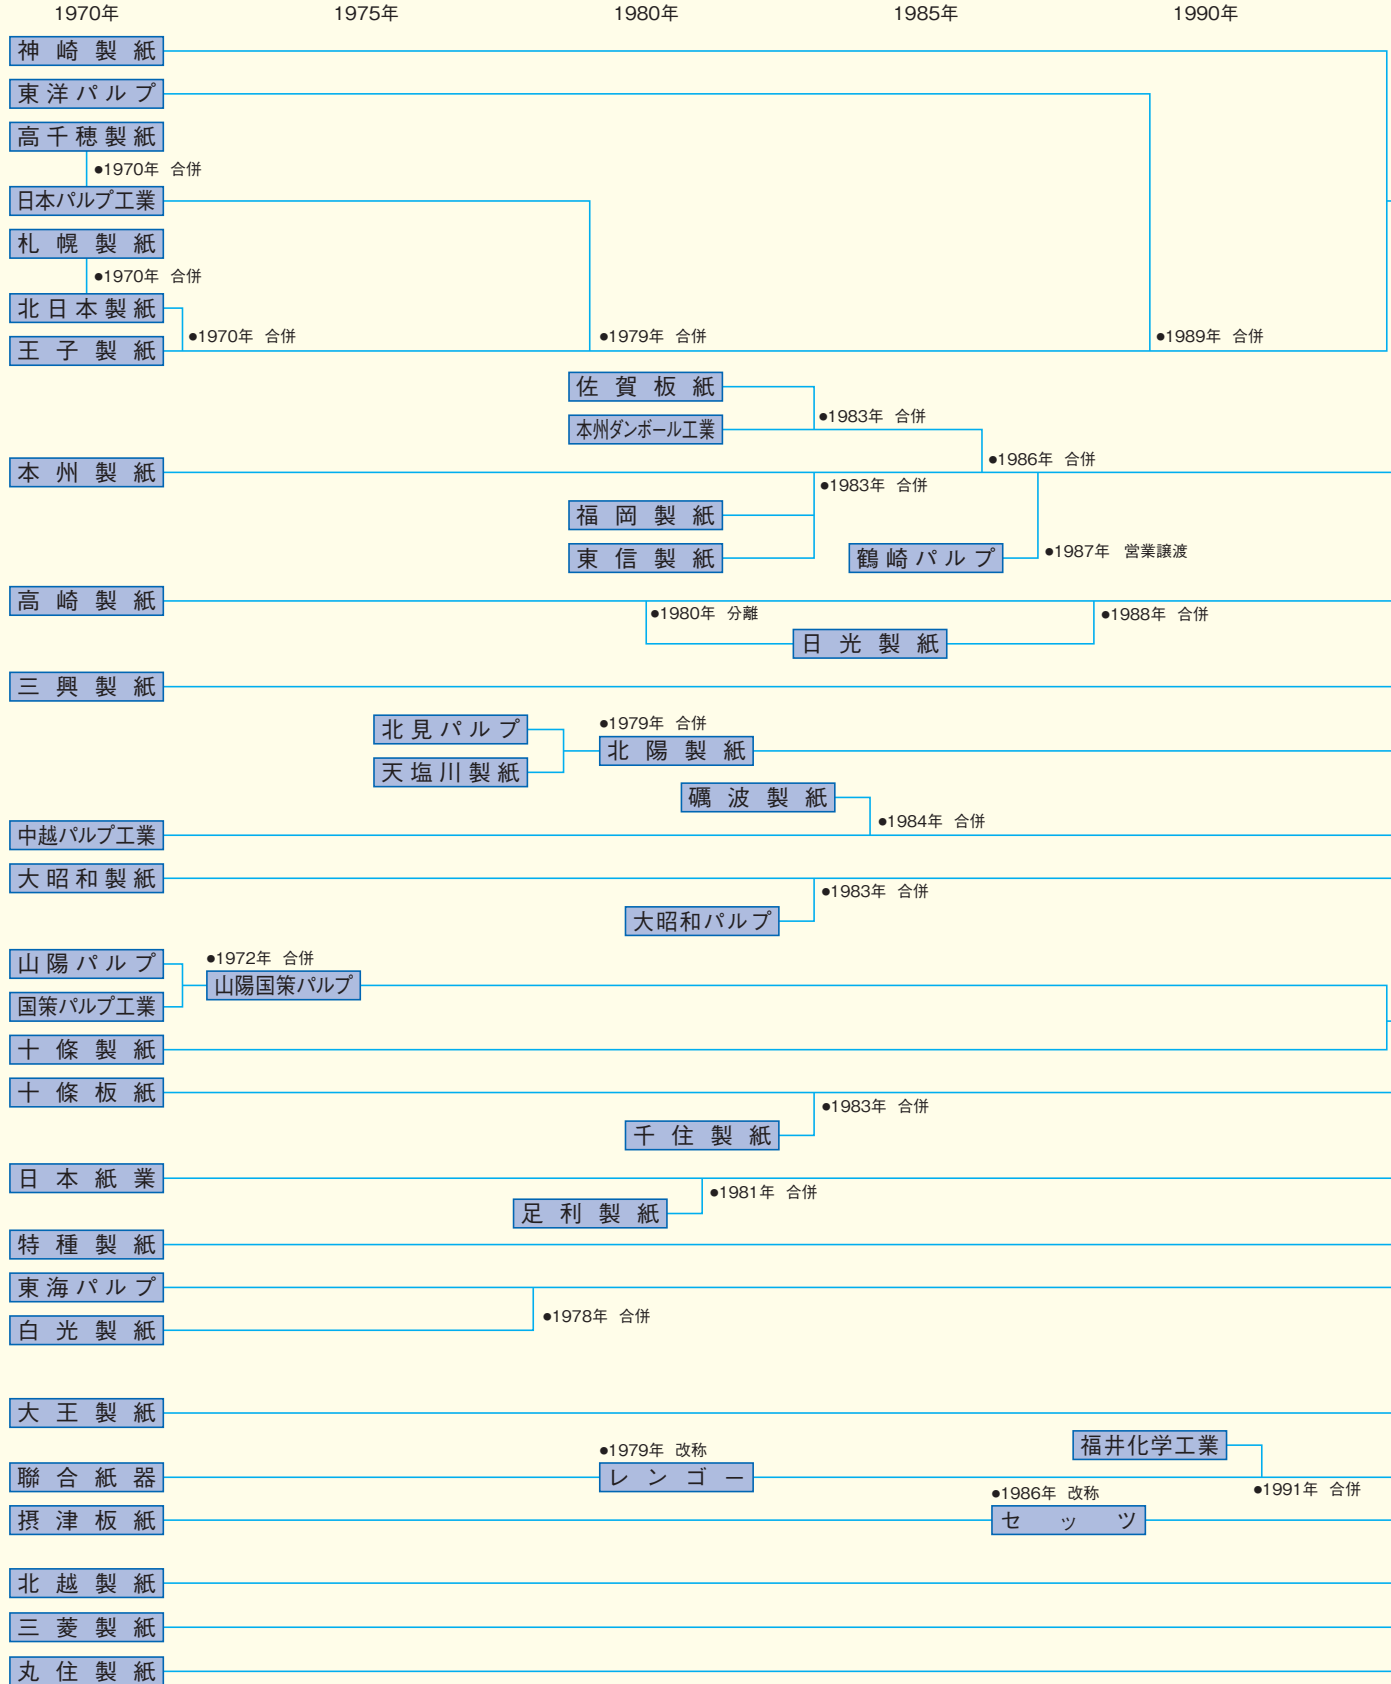 1970年 1975年 1980年 1985年 1990年
神崎製紙
東洋パルプ
高千穂製紙
●1970年 合併
日本パルプ工業
札幌製紙
●1970年 合併
北日本製紙
●1970年 合併 ●1979年 合併 ●1989年 合併
王子製紙
佐賀板紙
●1983年 合併
本州ダンボール工業
●1986年 合併
本州製紙
●1983年 合併
福岡製紙
●1987年 営業譲渡
東信製紙 鶴崎パルプ
高崎製紙
●1980年 分離 ●1988年 合併
日光製紙
三興製紙
北見パルプ ●1979年 合併
北陽製紙
天塩川製紙
礪波製紙
●1984年 合併
中越パルプ工業
大昭和製紙
●1983年 合併
大昭和パルプ
●1972年 合併
山陽パルプ
山陽国策パルプ
国策パルプ工業
十條製紙
十條板紙
●1983年 合併
千住製紙
日本紙業
●1981年 合併
足利製紙
特種製紙
東海パルプ
●1978年 合併
白光製紙
大王製紙
福井化学工業
●1979年 改称
聯合紙器 レンゴー
●1991年 合併
●1986年 改称
摂津板紙 セッツ
北越製紙
三菱製紙
丸住製紙